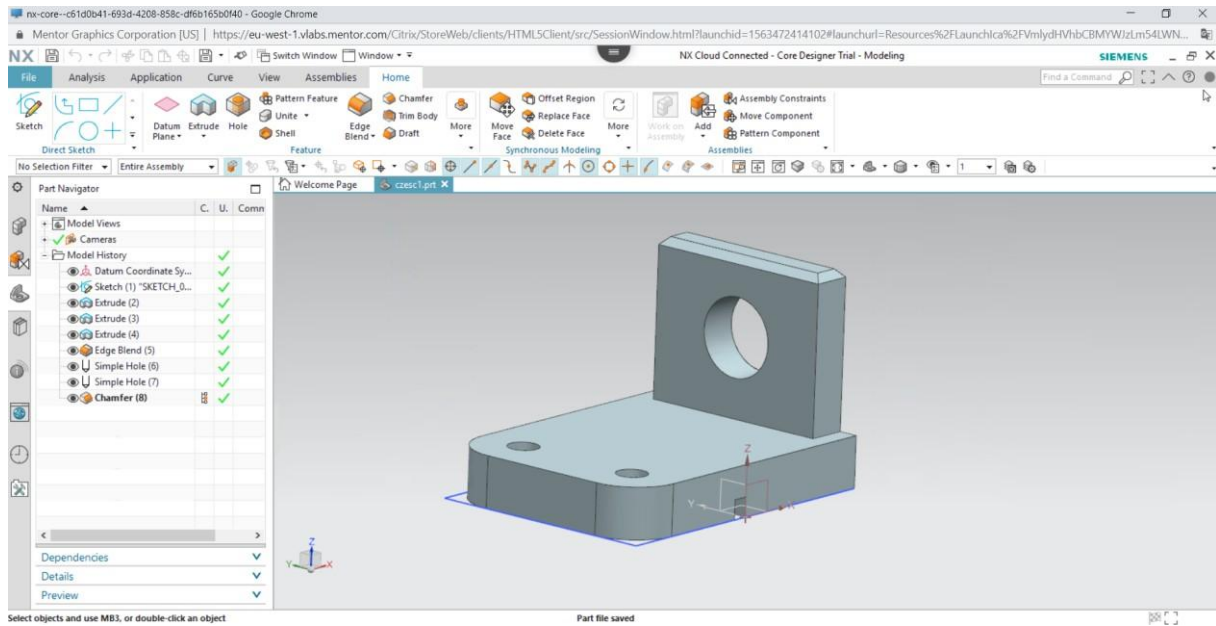 nx-core--c61d0b41-693d-4208-858c-df6b165b0f40 - Google Chrome
Mentor Graphics Corporation [US] | https://eu-west-1.vlabs.mentor.com/Citrix/StoreWeb/clients/HTML5Client/src/SessionWindow.html?launchid=1563472414102#launchurl=Resources%2FLaunchIca%2FVmlydHVhbCBMYWJzLm54LWN...
NX Switch Window Window NX Cloud Connected - Core Designer Trial - Modeling SIEMENS
File Analysis Application Curve View Assemblies Home Find a Command
Sketch Datum Plane Extrude Hole Pattern Feature Unite Shell Edge Blend Chamfer Trim Body Draft More Move Face Offset Region Replace Face Delete Face More Work on Assembly Add Assembly Constraints Move Component Pattern Component
Direct Sketch Feature Synchronous Modeling Assemblies
No Selection Filter Entire Assembly 1
Part Navigator Welcome Page czesc1.prt
Name C. U. Comn
Model Views
Cameras
Model History
Datum Coordinate Sy...
Sketch (1) "SKETCH_0...
Extrude (2)
Extrude (3)
Extrude (4)
Edge Blend (5)
Simple Hole (6)
Simple Hole (7)
Chamfer (8)
Z
Y X
Z
Y X
Dependencies
Details
Preview
Select objects and use MB3, or double-click an object Part file saved